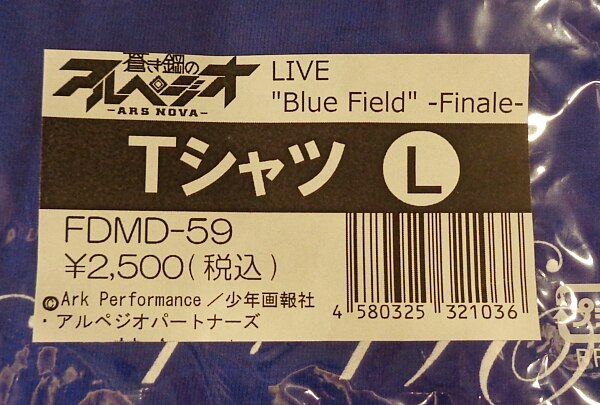 蒼き鋼の
アルペジオ
-ARS NOVA-
LIVE
"Blue Field" -Finale-
Tシャツ L
FDMD-59
¥2,500(税込)
©Ark Performance／少年画報社
・アルペジオパートナーズ
4 580325 321036